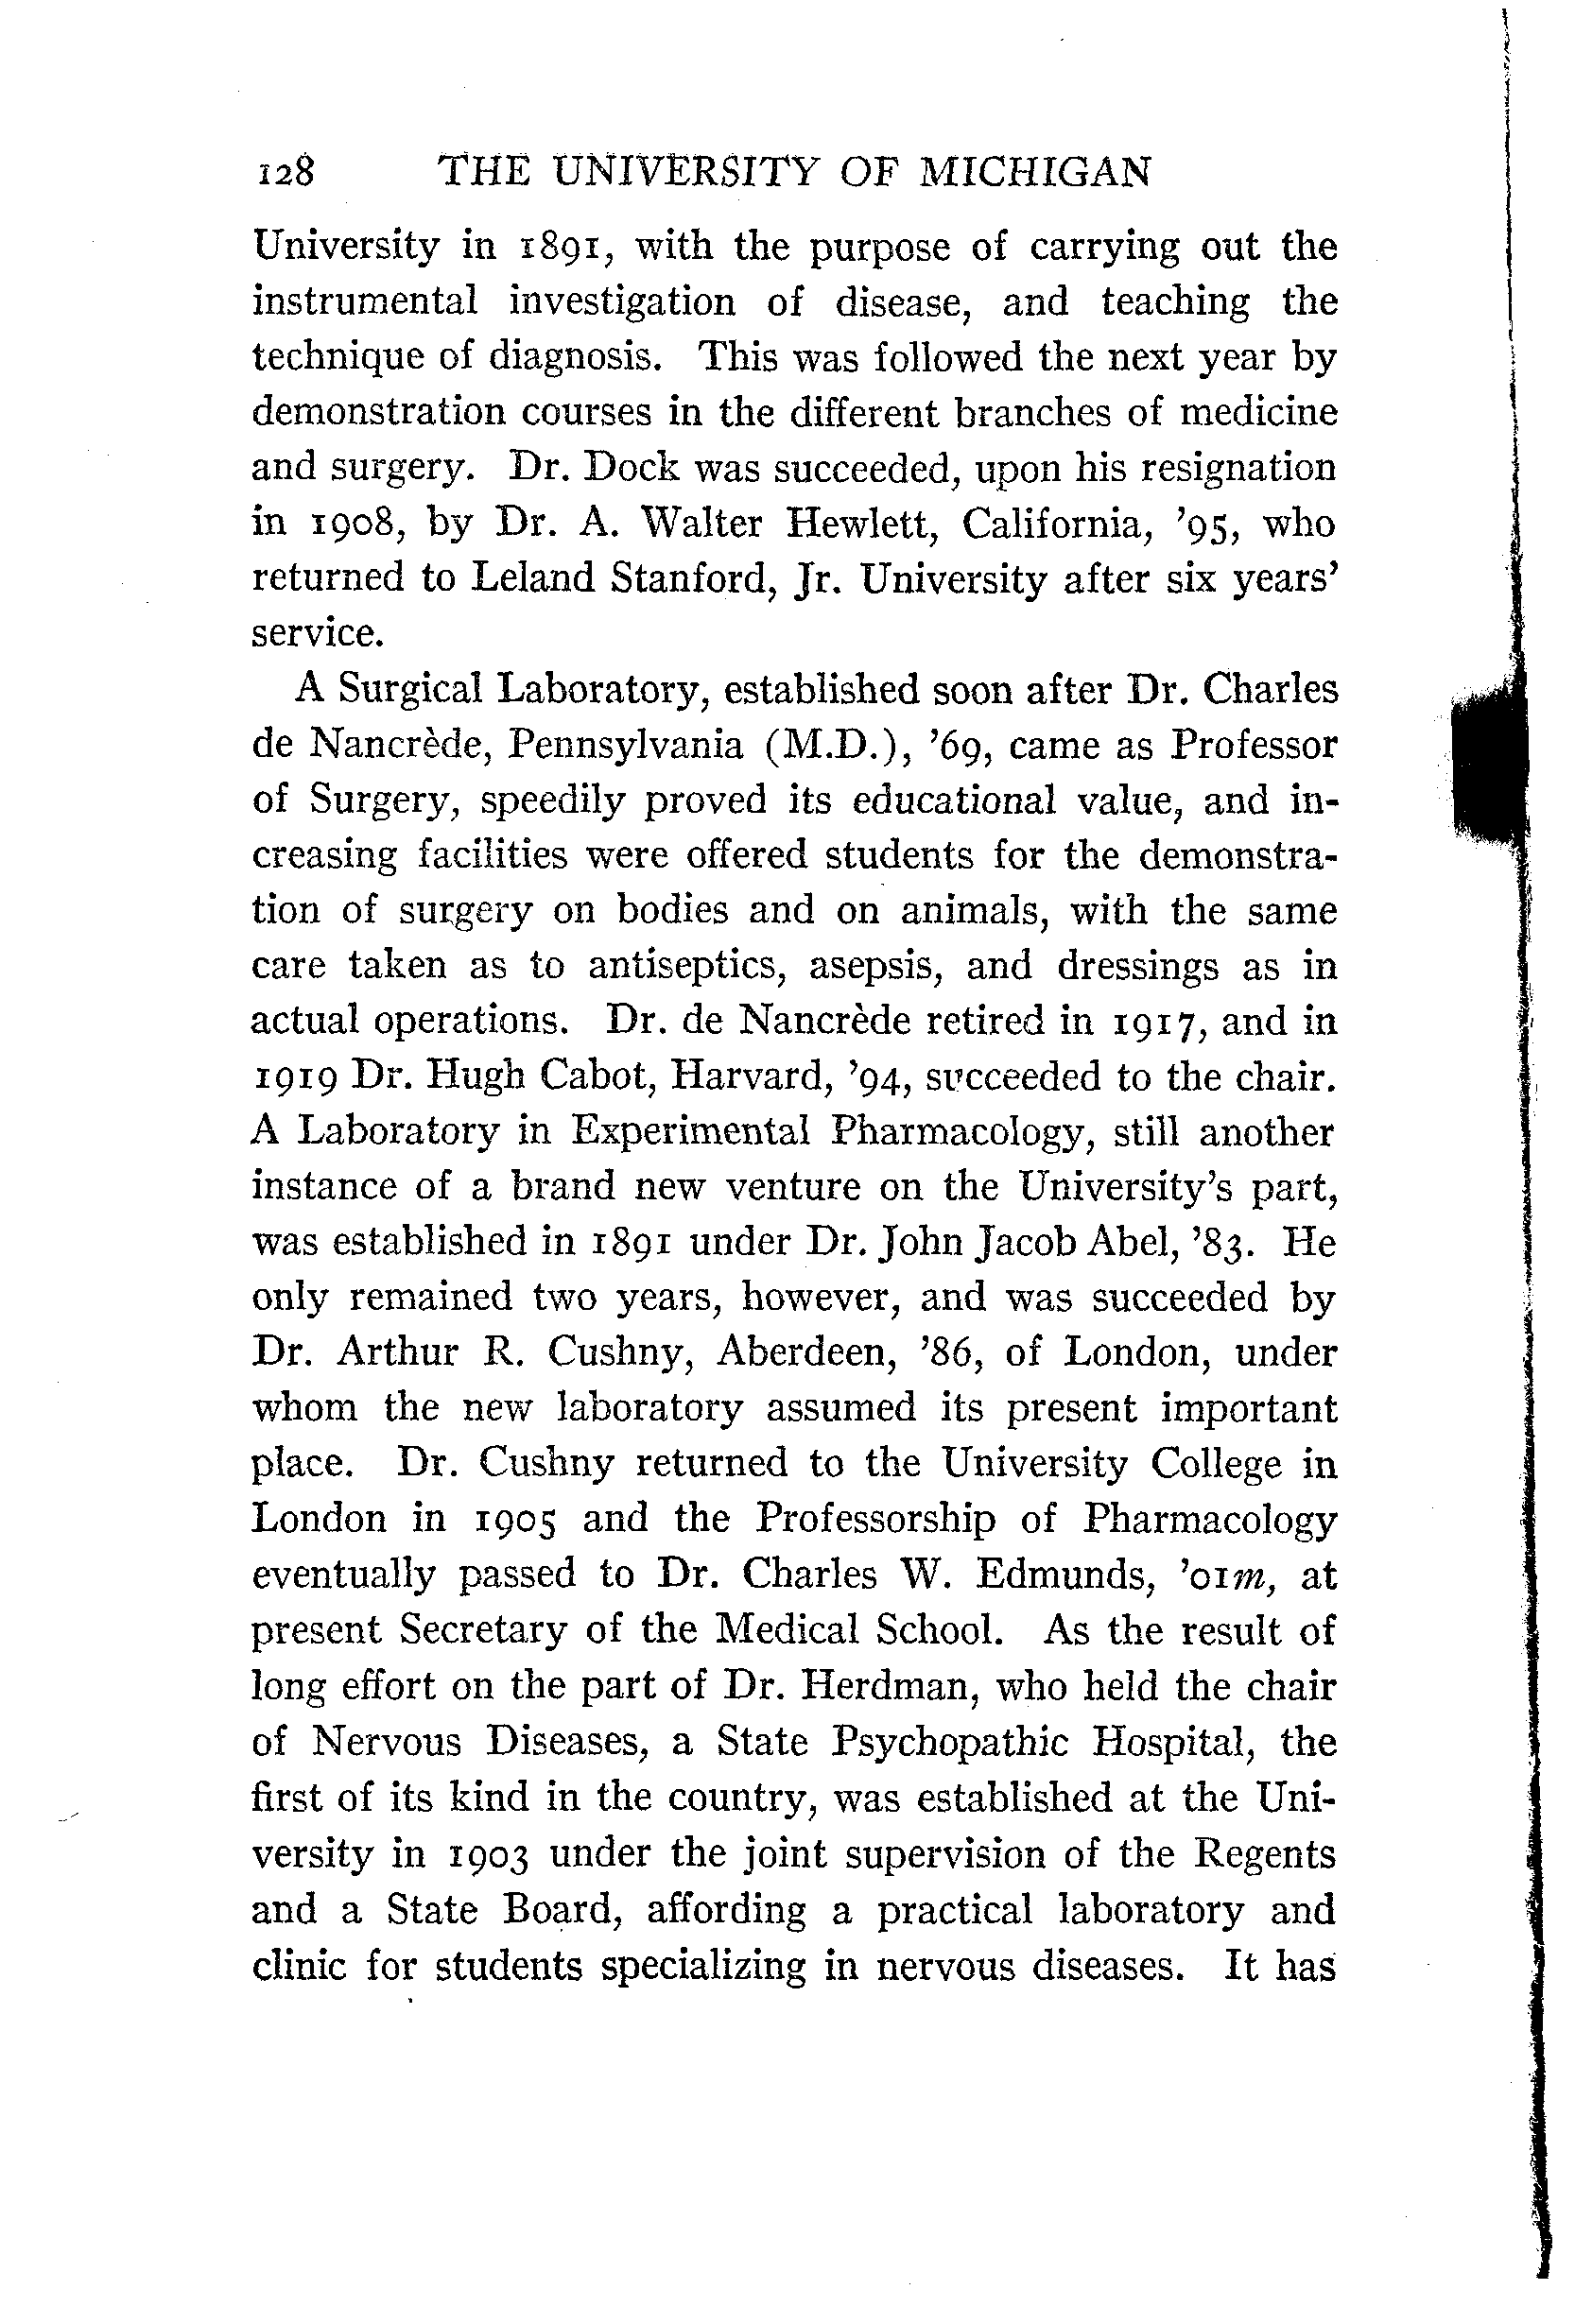 128 THE UNIVERSITY OF MICHIGAN
University in 1891, with the purpose of carrying out the
instrumental investigation of disease, and teaching the
technique of diagnosis. This was followed the next year by
demonstration courses in the different branches of medicine
and surgery. Dr. Dock was succeeded, upon his resignation
in 1908, by Dr. A. Walter Hewlett, California, ’95, who
returned to Leland Stanford, Jr. University after six years’
service.
A Surgical Laboratory, established soon after Dr. Charles
de Nancrède, Pennsylvania (M.D.), ’69, came as Professor
of Surgery, speedily proved its educational value, and in-
creasing facilities were offered students for the demonstra-
tion of surgery on bodies and on animals, with the same
care taken as to antiseptics, asepsis, and dressings as in
actual operations. Dr. de Nancrède retired in 1917, and in
1919 Dr. Hugh Cabot, Harvard, ’94, succeeded to the chair.
A Laboratory in Experimental Pharmacology, still another
instance of a brand new venture on the University’s part,
was established in 1891 under Dr. John Jacob Abel, ’83. He
only remained two years, however, and was succeeded by
Dr. Arthur R. Cushny, Aberdeen, ’86, of London, under
whom the new laboratory assumed its present important
place. Dr. Cushny returned to the University College in
London in 1905 and the Professorship of Pharmacology
eventually passed to Dr. Charles W. Edmunds, ’01m, at
present Secretary of the Medical School. As the result of
long effort on the part of Dr. Herdman, who held the chair
of Nervous Diseases, a State Psychopathic Hospital, the
first of its kind in the country, was established at the Uni-
versity in 1903 under the joint supervision of the Regents
and a State Board, affording a practical laboratory and
clinic for students specializing in nervous diseases. It has